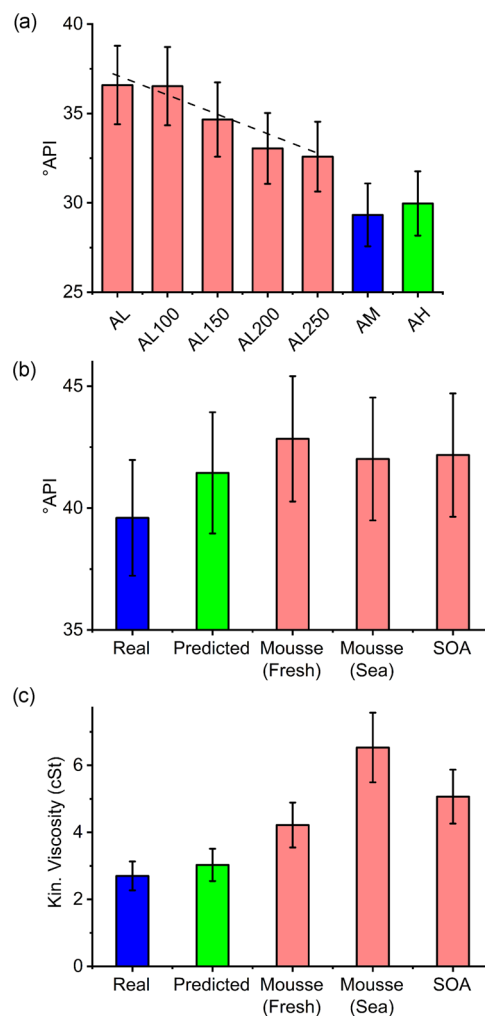 (a)
40
35
30
25
°API
AL
AL100
AL150
AL200
AL250
AM
AH
(b)
45
40
35
°API
Real
Predicted
Mousse
(Fresh)
Mousse
(Sea)
SOA
(c)
6
4
2
0
Kin. Viscosity (cSt)
Real
Predicted
Mousse
(Fresh)
Mousse
(Sea)
SOA